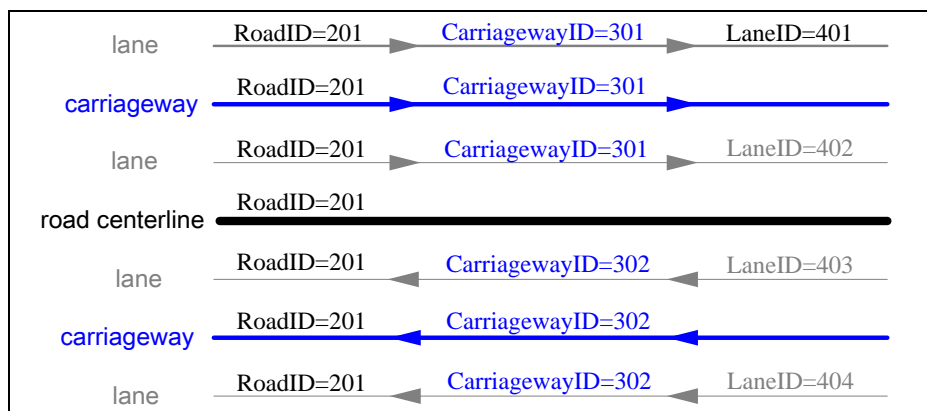 lane RoadID=201 CarriagewayID=301 LaneID=401
carriageway RoadID=201 CarriagewayID=301
lane RoadID=201 CarriagewayID=301 LaneID=402
road centerline RoadID=201
lane RoadID=201 CarriagewayID=302 LaneID=403
carriageway RoadID=201 CarriagewayID=302
lane RoadID=201 CarriagewayID=302 LaneID=404